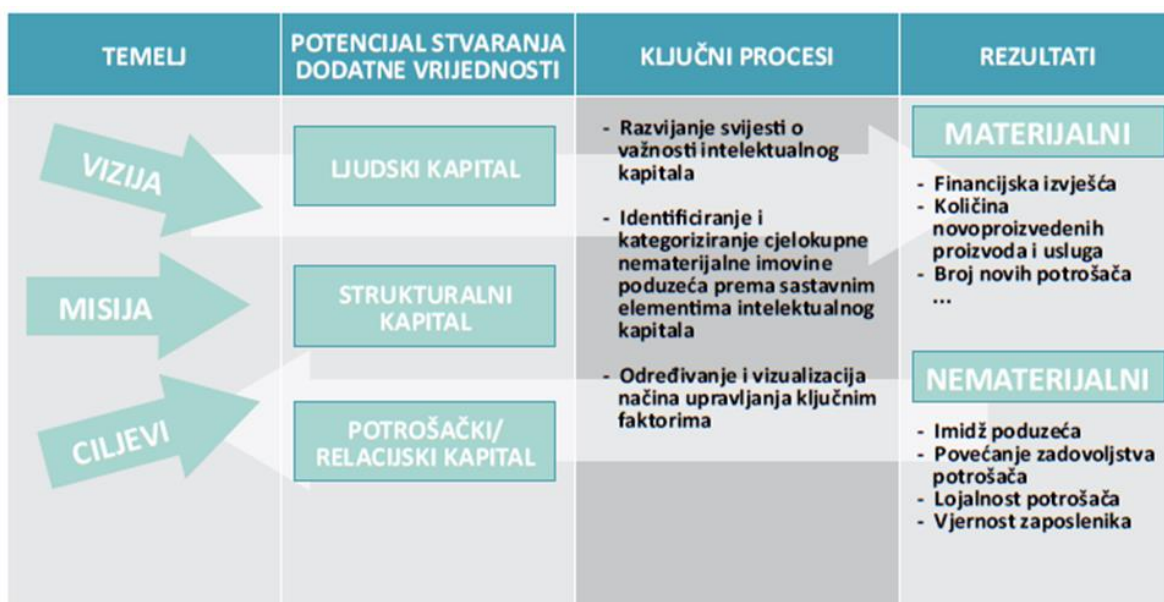 TEMELJ
POTENCIJAL STVARANJA
DODATNE VRIJEDNOSTI
KLJUČNI PROCESI
REZULTATI
VIZIJA
MISIJA
CILJEVI
LJUDSKI KAPITAL
STRUKTURALNI
KAPITAL
POTROŠAČKI/
RELACIJSKI KAPITAL
- Razvijanje svijesti o
važnosti intelektualnog
kapitala
- Identificiranje i
kategoriziranje cjelokupne
nematerijalne imovine
poduzeća prema sastavnim
elementima intelektualnog
kapitala
- Određivanje i vizualizacija
načina upravljanja ključnim
faktorima
MATERIJALNI
- Financijska izvješća
- Količina
novoproizvedenih
proizvoda i usluga
- Broj novih potrošača
...
NEMATERIJALNI
- Imidž poduzeća
- Povećanje zadovoljstva
potrošača
- Lojalnost potrošača
- Vjernost zaposlenika